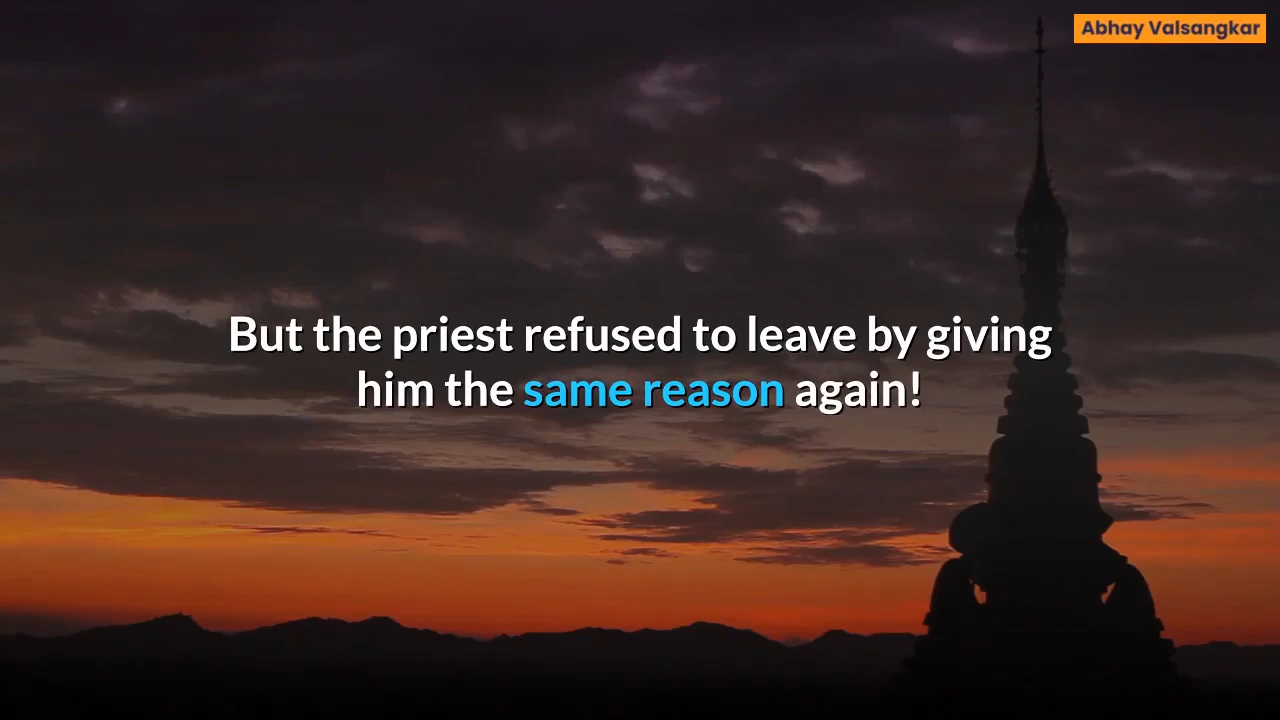 Abhay Valsangkar
But the priest refused to leave by giving
him the same reason again!